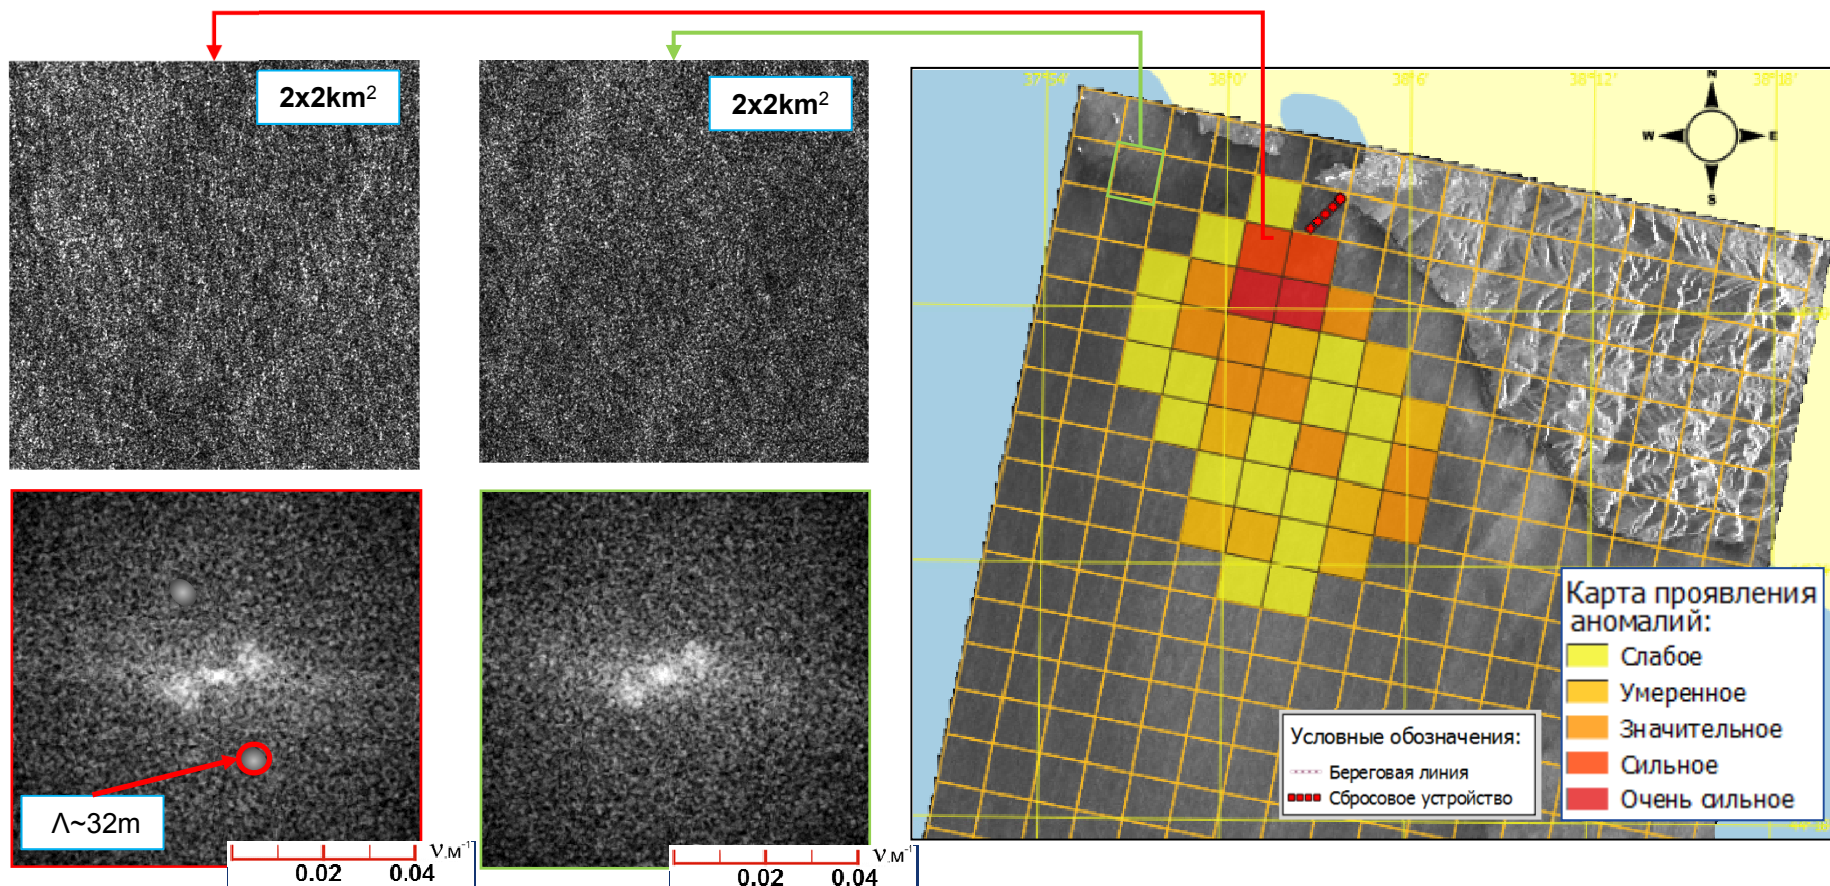 2x2km²
2x2km²
37°54′
38°0′
38°6′
38°12′
38°18′
N
W
E
S
Карта проявления
аномалий:
Слабое
Умеренное
Значительное
Сильное
Очень сильное
Условные обозначения:
Береговая линия
Сбросовое устройство
Λ~32m
0.02
0.04
ν,м⁻¹
0.02
0.04
ν,м⁻¹